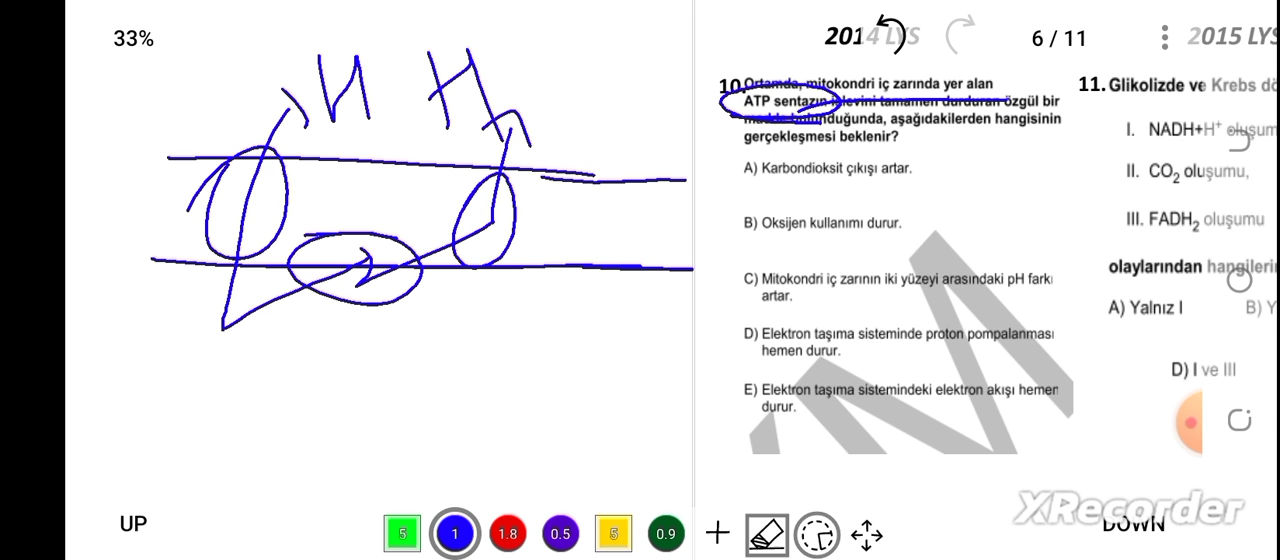 33%
И H
2014 LYS
6 / 11
2015 LYS
10. Ortamda, mitokondri iç zarında yer alan
ATP sentazın işlevini tamamen durduran özgül bir
madde bulunduğunda, aşağıdakilerden hangisinin
gerçekleşmesi beklenir?
A) Karbondioksit çıkışı artar.
B) Oksijen kullanımı durur.
C) Mitokondri iç zarının iki yüzeyi arasındaki pH farkı
artar.
D) Elektron taşıma sisteminde proton pompalanması
hemen durur.
E) Elektron taşıma sistemindeki elektron akışı hemen
durur.
11. Glikolizde ve Krebs dö
I. NADH+H+ oluşum
II. CO2 oluşumu,
III. FADH2 oluşumu
olaylarından hangileri
A) Yalnız I B) Y
D) I ve III
UP
5 1 1.8 0.5 5 0.9
DOWN
XRecorder